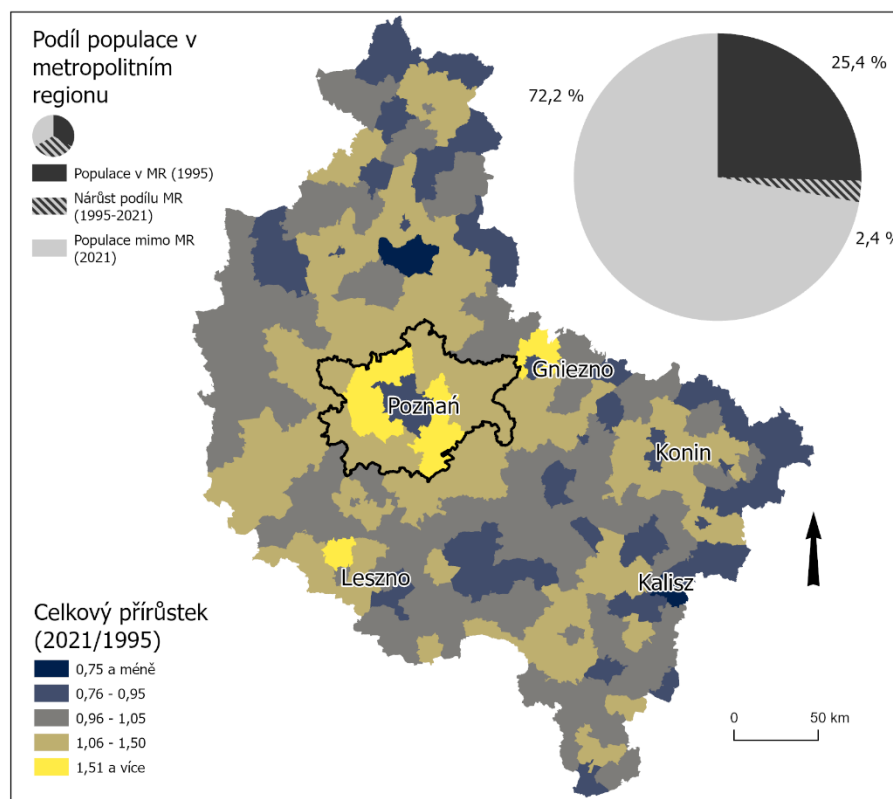 Podíl populace v
metropolitním
regionu
Populace v MR (1995)
Nárůst podílu MR
(1995-2021)
Populace mimo MR
(2021)
25,4 %
72,2 %
2,4 %
Gniezno
Poznań
Konin
Leszno
Kalisz
Celkový přírůstek
(2021/1995)
0,75 a méně
0,76 - 0,95
0,96 - 1,05
1,06 - 1,50
1,51 a více
0 50 km